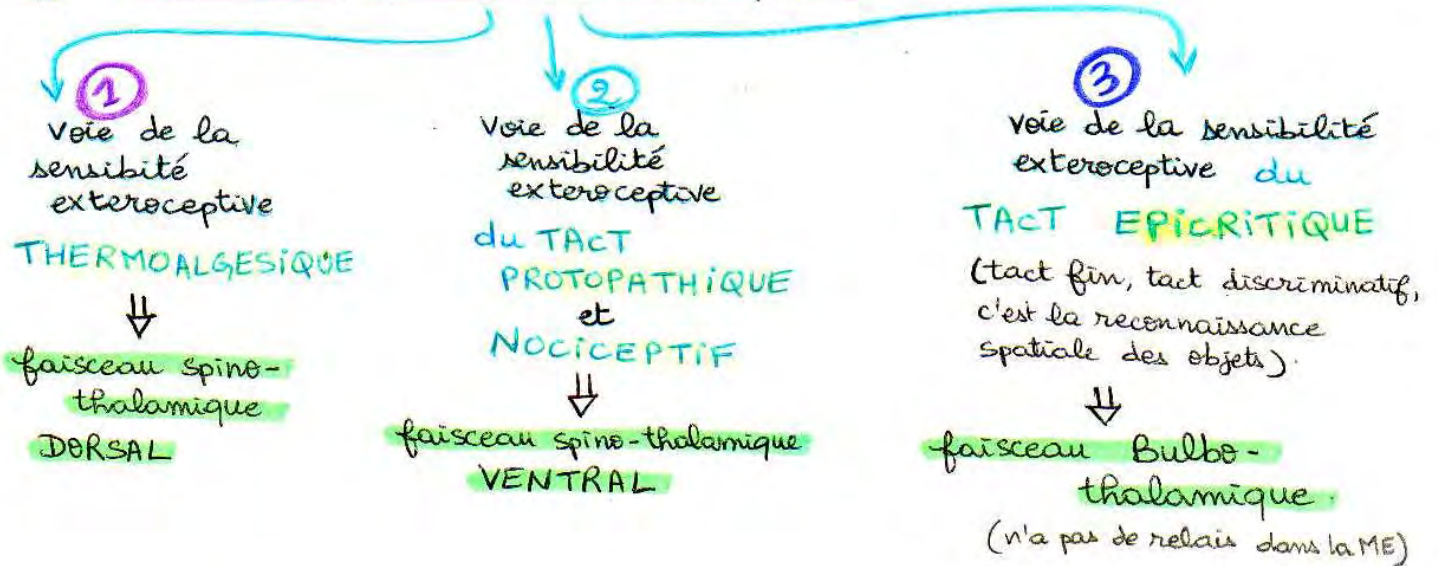 1
voie de la
sensibité
exteroceptive
THERMOALGESIQUE
⇓
faisceau spino-
thalamique
DORSAL
2
voie de la
sensibilité
exteroceptive
du TACT
PROTOPATHIQUE
et
NOCICEPTIF
⇓
faisceau spino-thalamique
VENTRAL
3
voie de la sensibilité
exteroceptive du
TACT EPICRITIQUE
(tact fin, tact discriminatif,
c'est la reconnaissance
spatiale des objets).
⇓
faisceau Bulbo-
thalamique.
(n'a pas de relais dans la ME)